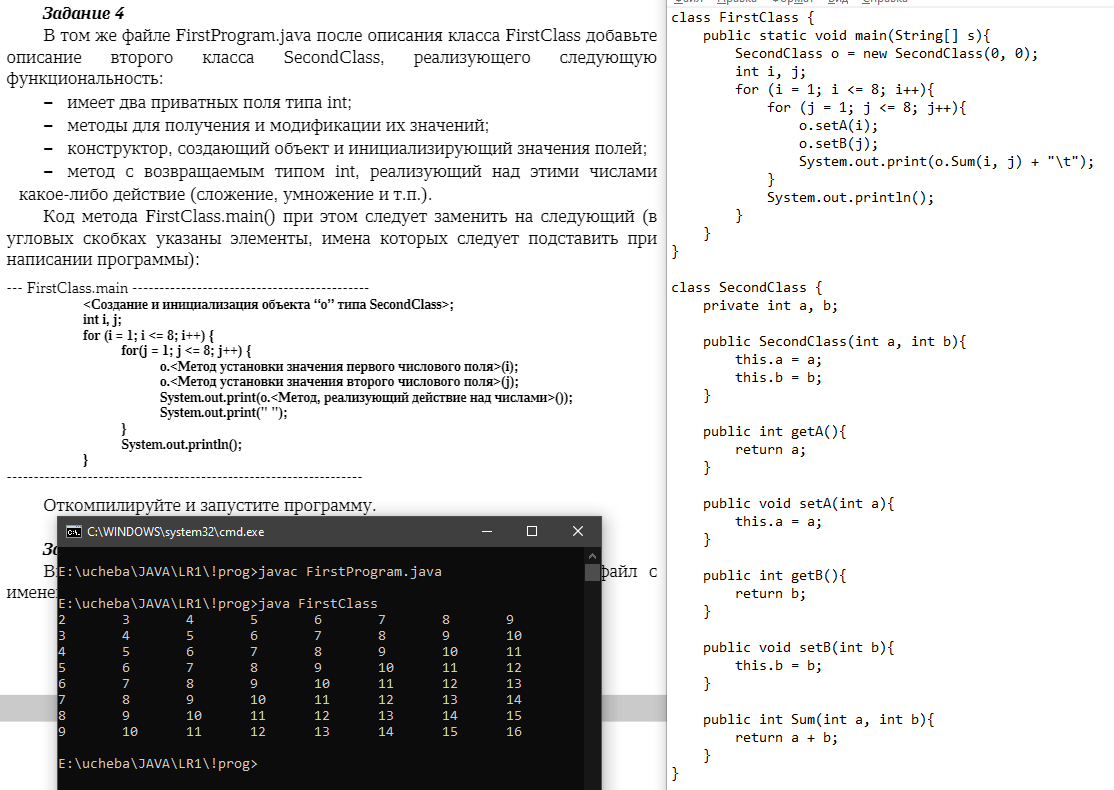 Задание 4
В том же файле FirstProgram.java после описания класса FirstClass добавьте
описание второго класса SecondClass, реализующего следующую
функциональность:
– имеет два приватных поля типа int;
– методы для получения и модификации их значений;
– конструктор, создающий объект и инициализирующий значения полей;
– метод с возвращаемым типом int, реализующий над этими числами
какое-либо действие (сложение, умножение и т.п.).
Код метода FirstClass.main() при этом следует заменить на следующий (в
угловых скобках указаны элементы, имена которых следует подставить при
написании программы):
--- FirstClass.main --------------------------------------------
<Создание и инициализация объекта “o” типа SecondClass>;
int i, j;
for (i = 1; i <= 8; i++) {
for(j = 1; j <= 8; j++) {
o.<Метод установки значения первого числового поля>(i);
o.<Метод установки значения второго числового поля>(j);
System.out.print(o.<Метод, реализующий действие над числами>());
System.out.print(" ");
}
System.out.println();
}
-------------------------------------------------------------------
Откомпилируйте и запустите программу.
файл с
C:\WINDOWS\system32\cmd.exe
E:\ucheba\JAVA\LR1\!prog>javac FirstProgram.java
E:\ucheba\JAVA\LR1\!prog>java FirstClass
2 3 4 5 6 7 8 9
3 4 5 6 7 8 9 10
4 5 6 7 8 9 10 11
5 6 7 8 9 10 11 12
6 7 8 9 10 11 12 13
7 8 9 10 11 12 13 14
8 9 10 11 12 13 14 15
9 10 11 12 13 14 15 16
E:\ucheba\JAVA\LR1\!prog>
class FirstClass {
public static void main(String[] s){
SecondClass o = new SecondClass(0, 0);
int i, j;
for (i = 1; i <= 8; i++){
for (j = 1; j <= 8; j++){
o.setA(i);
o.setB(j);
System.out.print(o.Sum(i, j) + "\t");
}
System.out.println();
}
}
}
class SecondClass {
private int a, b;
public SecondClass(int a, int b){
this.a = a;
this.b = b;
}
public int getA(){
return a;
}
public void setA(int a){
this.a = a;
}
public int getB(){
return b;
}
public void setB(int b){
this.b = b;
}
public int Sum(int a, int b){
return a + b;
}
}